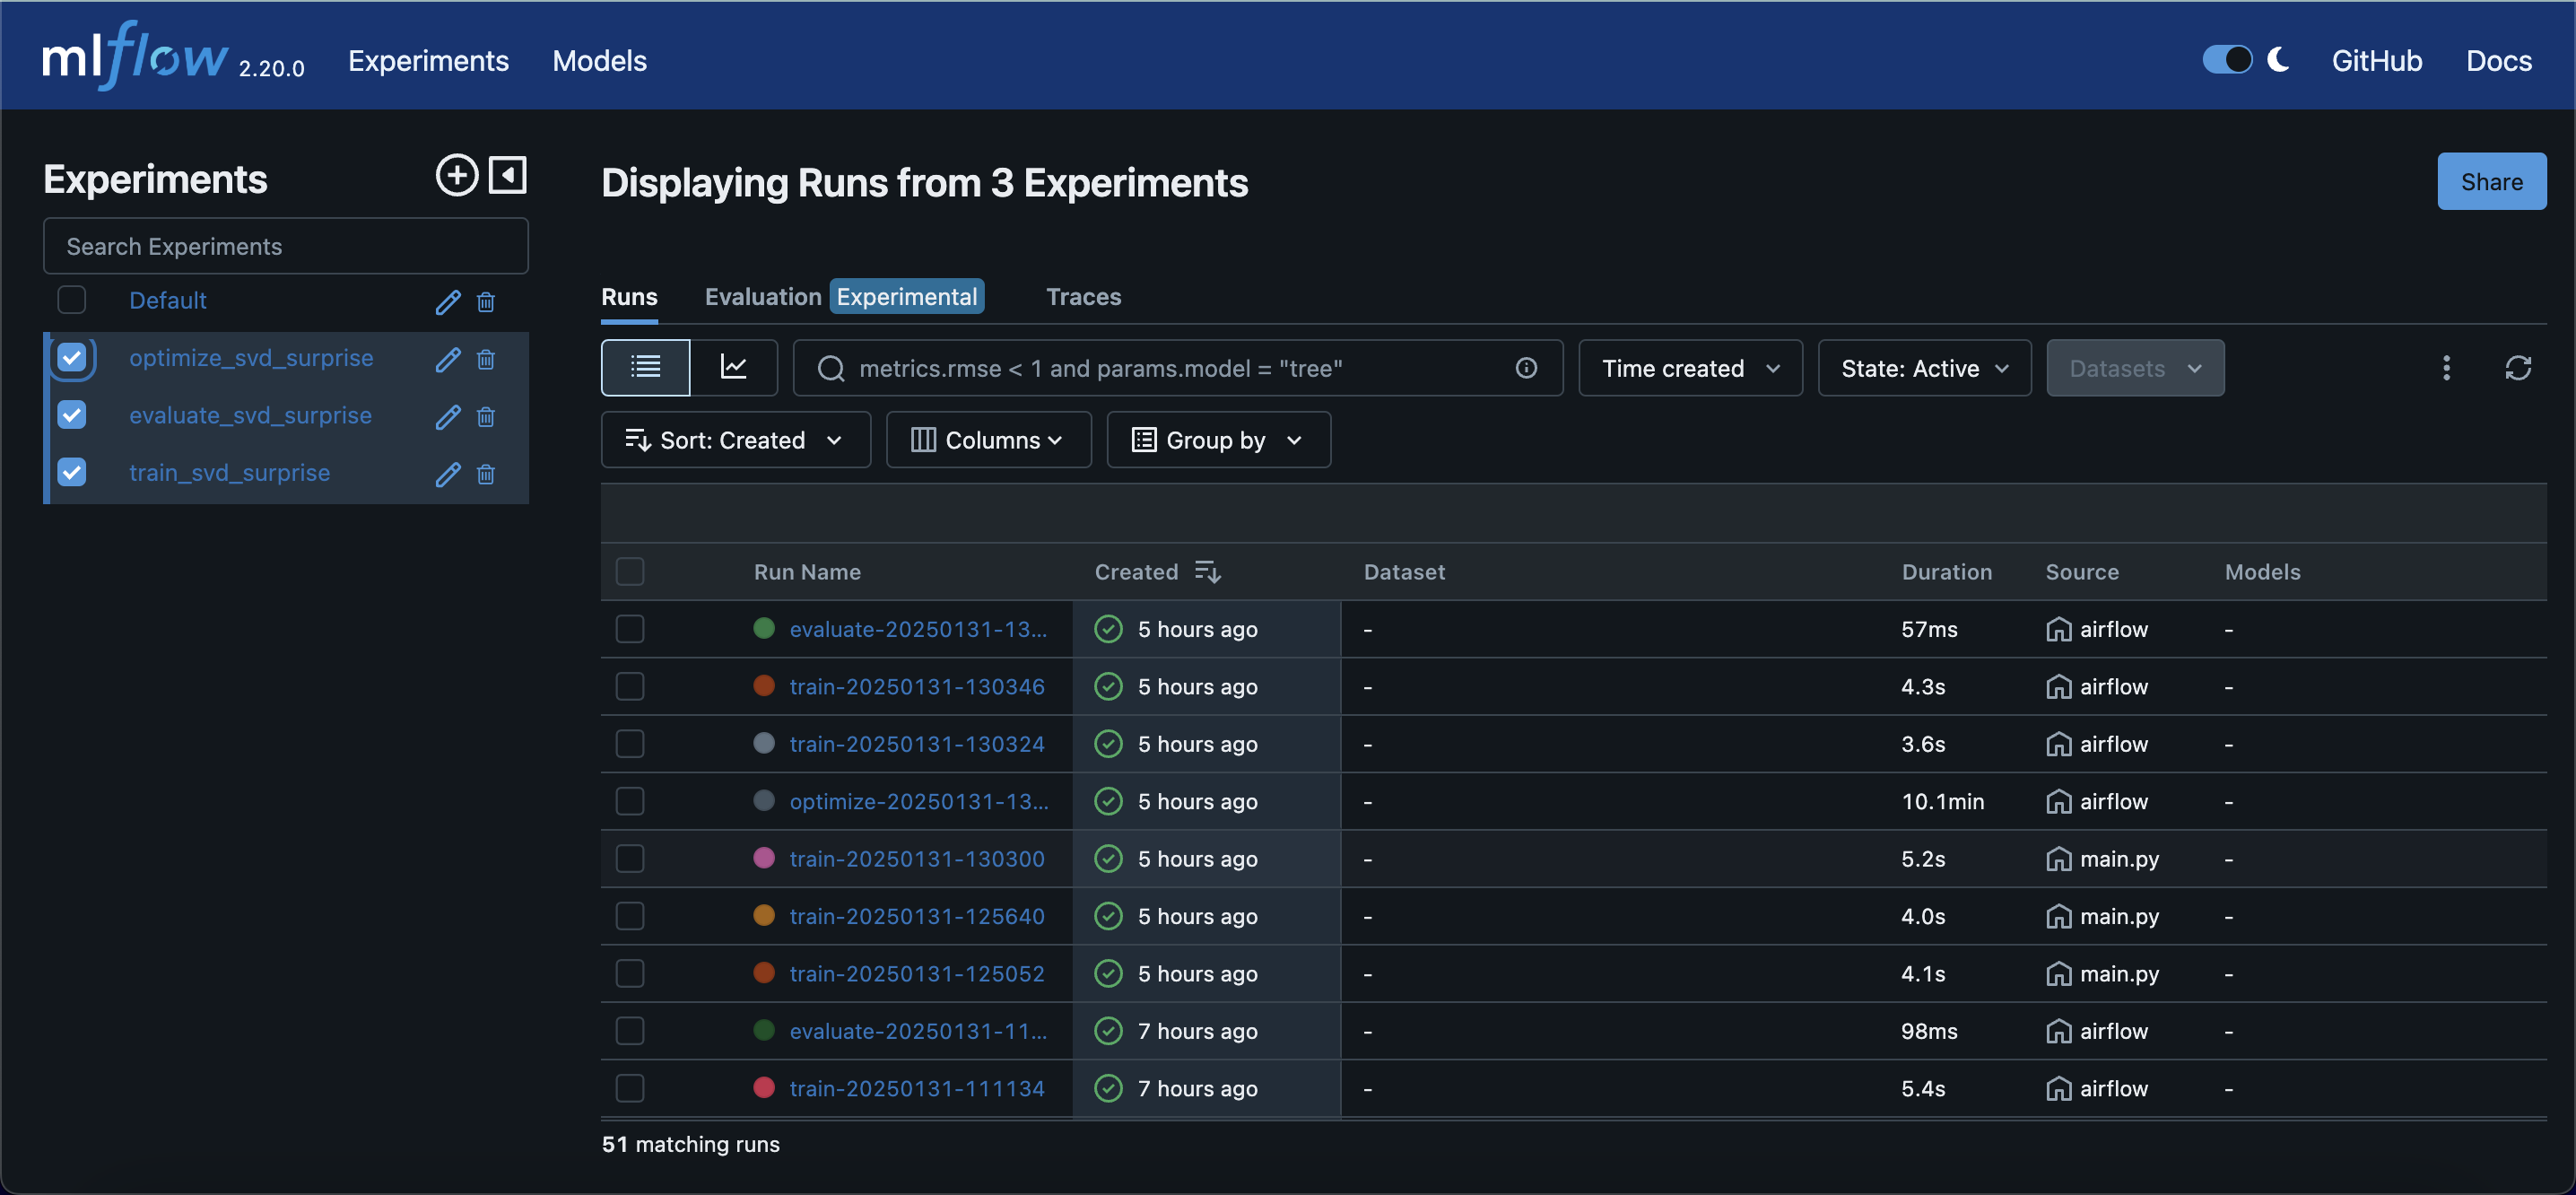 mlflow 2.20.0 Experiments Models GitHub Docs
Experiments
Displaying Runs from 3 Experiments
Share
Search Experiments
Default
optimize_svd_surprise
evaluate_svd_surprise
train_svd_surprise
Runs Evaluation Experimental Traces
metrics.rmse < 1 and params.model = "tree" Time created State: Active Datasets
Sort: Created Columns Group by
Run Name Created Dataset Duration Source Models
evaluate-20250131-13... 5 hours ago - 57ms airflow -
train-20250131-130346 5 hours ago - 4.3s airflow -
train-20250131-130324 5 hours ago - 3.6s airflow -
optimize-20250131-13... 5 hours ago - 10.1min airflow -
train-20250131-130300 5 hours ago - 5.2s main.py -
train-20250131-125640 5 hours ago - 4.0s main.py -
train-20250131-125052 5 hours ago - 4.1s main.py -
evaluate-20250131-11... 7 hours ago - 98ms airflow -
train-20250131-111134 7 hours ago - 5.4s airflow -
51 matching runs